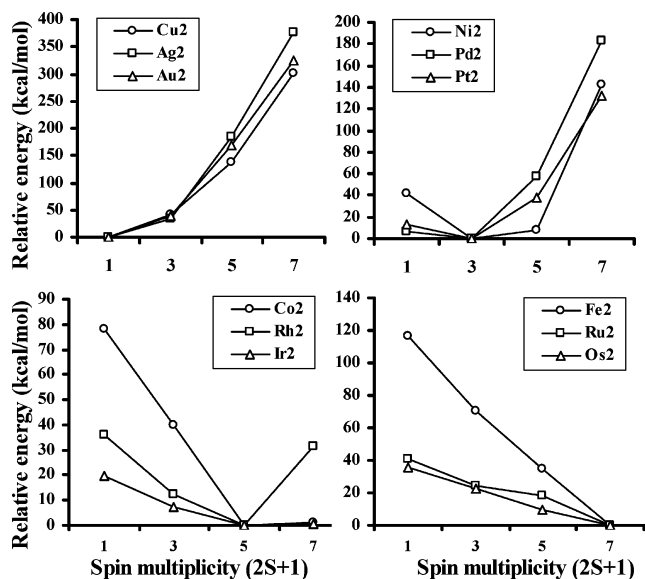 Relative energy (kcal/mol)
400
350
300
250
200
150
100
50
0
Cu2
Ag2
Au2
1 3 5 7
200
180
160
140
120
100
80
60
40
20
0
Ni2
Pd2
Pt2
1 3 5 7
Relative energy (kcal/mol)
90
80
70
60
50
40
30
20
10
0
Co2
Rh2
Ir2
1 3 5 7
Spin multiplicity (2S+1)
140
120
100
80
60
40
20
0
Fe2
Ru2
Os2
1 3 5 7
Spin multiplicity (2S+1)